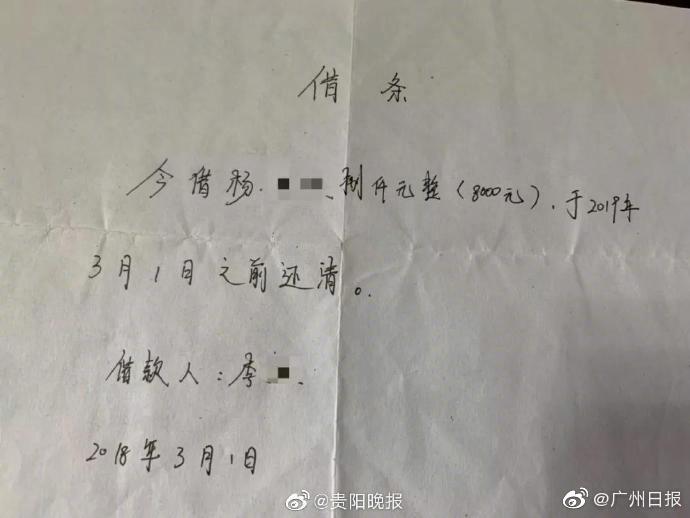 借条
今借杨 捌仟元整（8000元），于2019年
3月1日之前还清。
借款人：李
2018年3月1日
@贵阳晚报
@广州日报